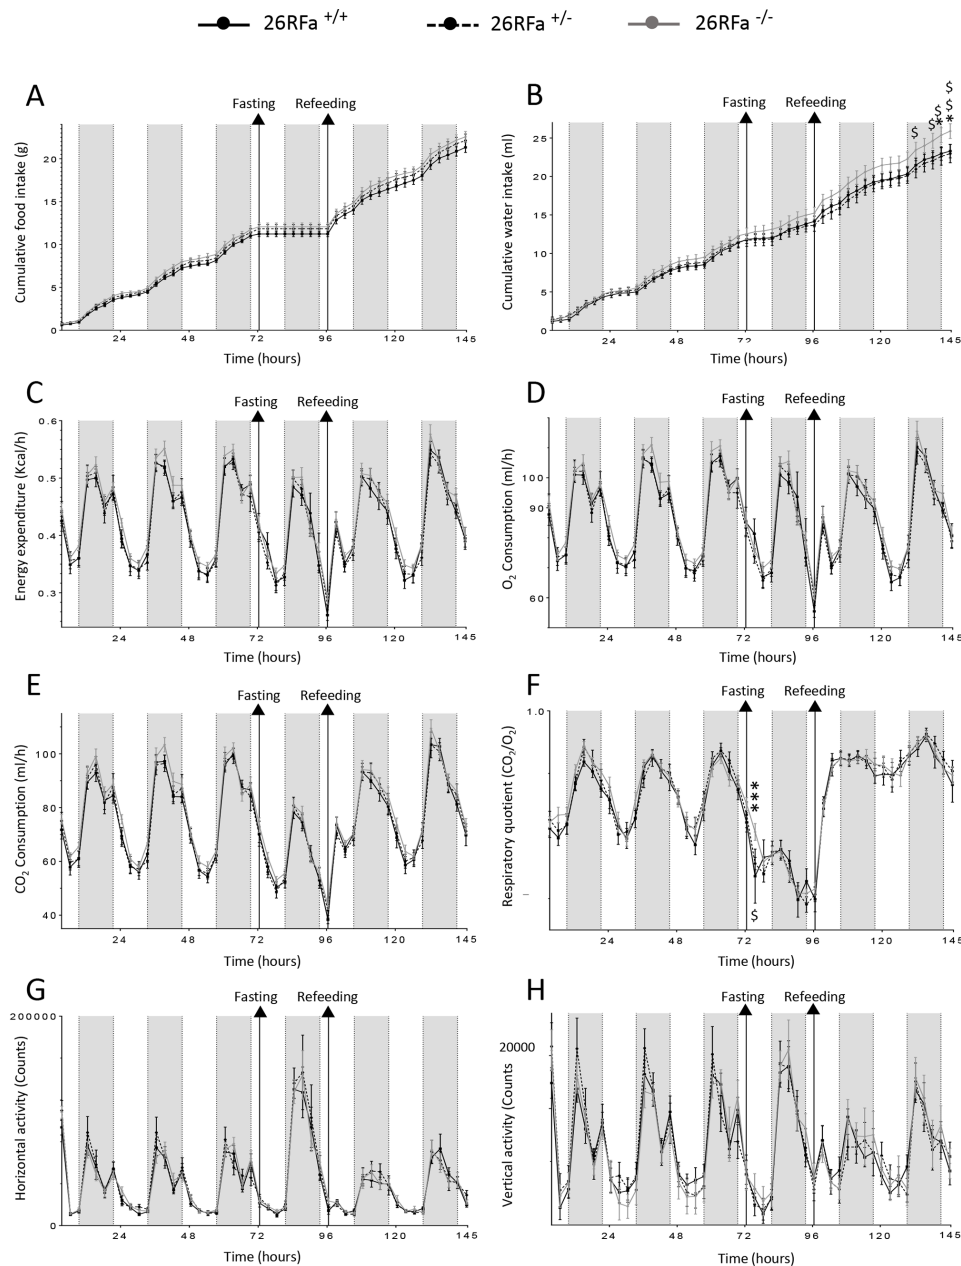 26RFa +/+ 26RFa +/- 26RFa -/-
A
Fasting Refeeding
Cumulative food intake (g)
20
15
10
5
0
24 48 72 96 120 145
Time (hours)
B
Fasting Refeeding
$
$ $ $
$ $ * *
Cumulative water intake (ml)
25
20
15
10
5
0
24 48 72 96 120 145
Time (hours)
C
Fasting Refeeding
Energy expenditure (Kcal/h)
0.6
0.5
0.4
0.3
24 48 72 96 120 145
Time (hours)
D
Fasting Refeeding
O2 Consumption (ml/h)
100
90
60
24 48 72 96 120 145
Time (hours)
E
Fasting Refeeding
CO2 Consumption (ml/h)
100
80
60
40
24 48 72 96 120 145
Time (hours)
F
Fasting Refeeding
Respiratory quotient (CO2/O2)
1.0
***
$
24 48 72 96 120 145
Time (hours)
G
Fasting Refeeding
Horizontal activity (Counts)
200000
0
24 48 72 96 120 145
Time (hours)
H
Fasting Refeeding
Vertical activity (Counts
20000
0
24 48 72 96 120 145
Time (hours)